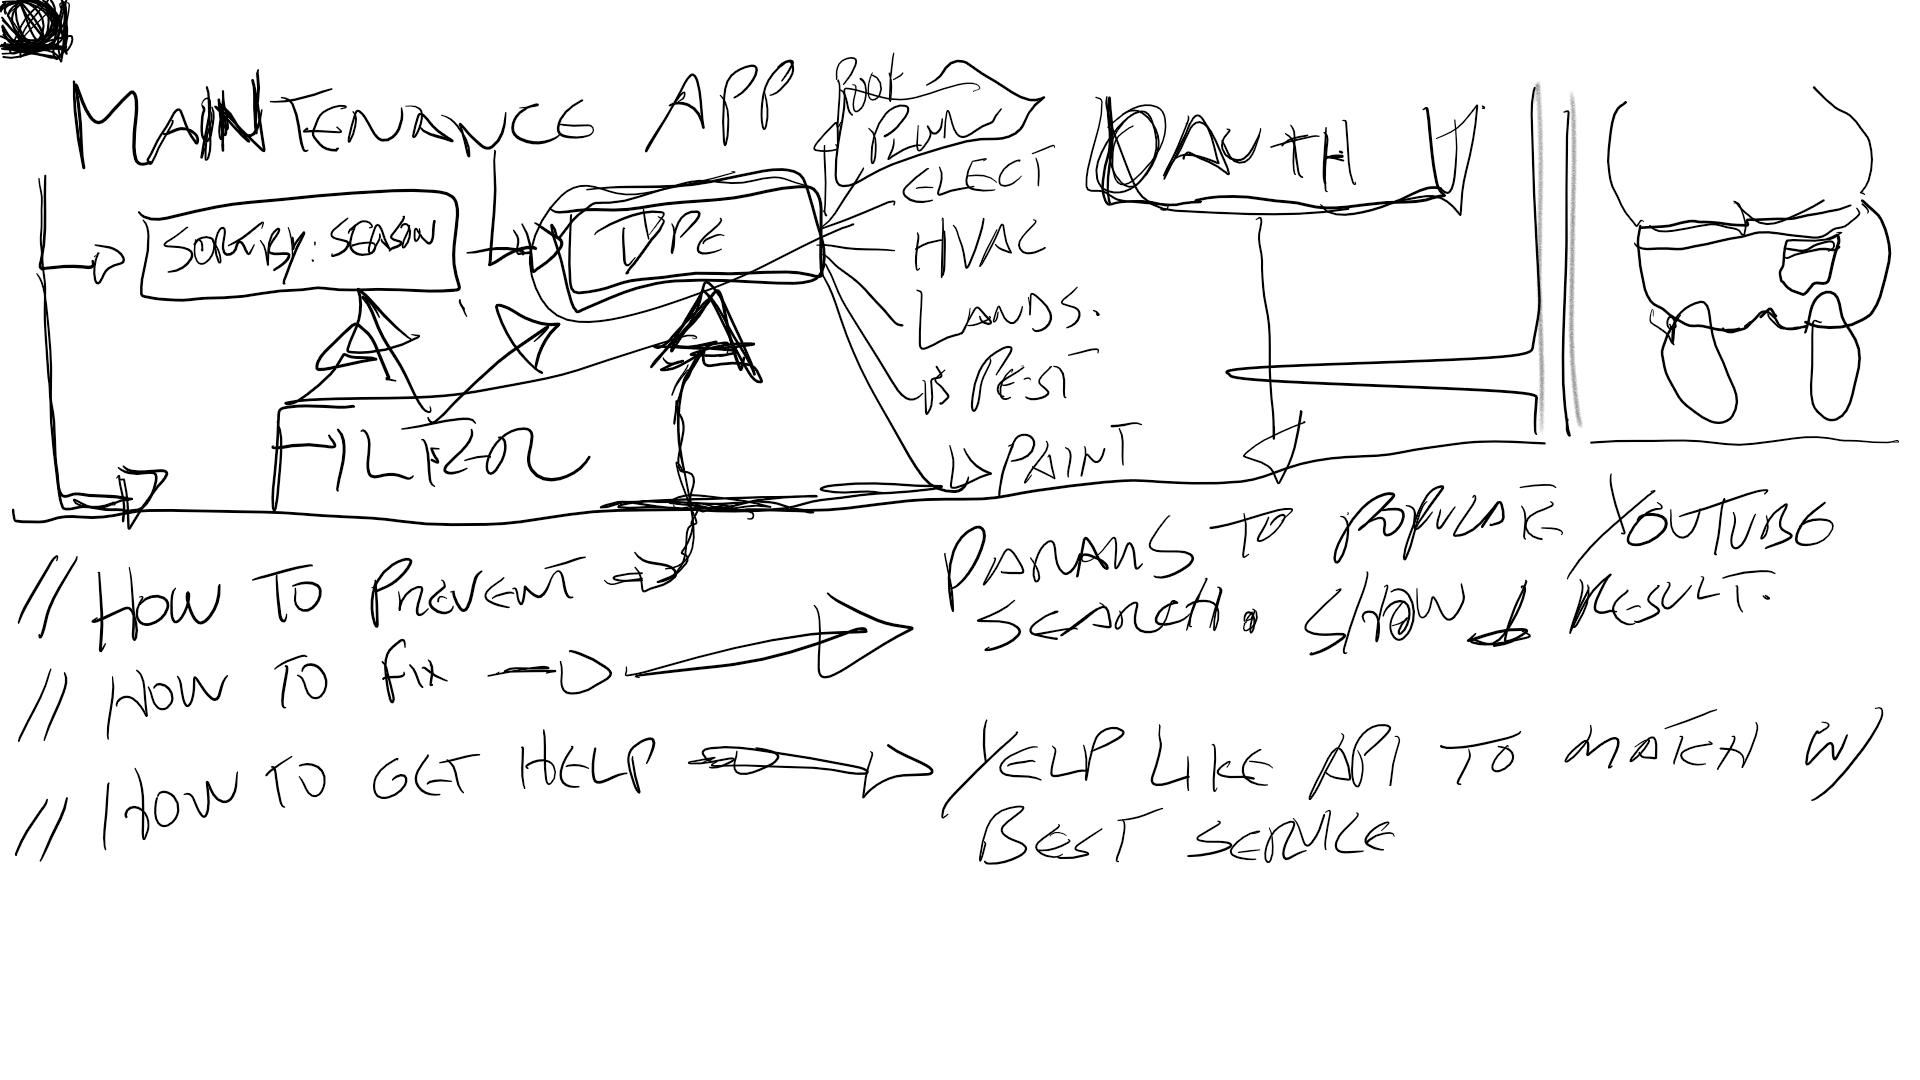 MAINTENANCE APP
ROOF
PLUM
OAUTH
ELECT
SORT BY: SEASON
TYPE
HVAC
LANDS.
PEST
FILTER
PAINT
// HOW TO PREVENT
PARAMS TO POPULATE YOUTUBE
SEARCH. SHOW 1 RESULT.
// HOW TO FIX
// HOW TO GET HELP
YELP LIKE API TO MATCH W/
BEST SERVICE